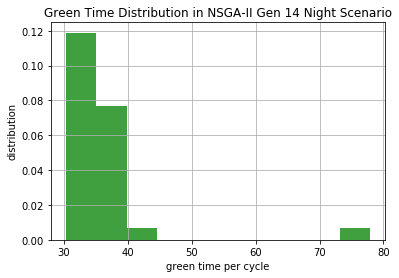 Green Time Distribution in NSGA-II Gen 14 Night Scenario
distribution
0.12
0.10
0.08
0.06
0.04
0.02
0.00
30 40 50 60 70 80
green time per cycle